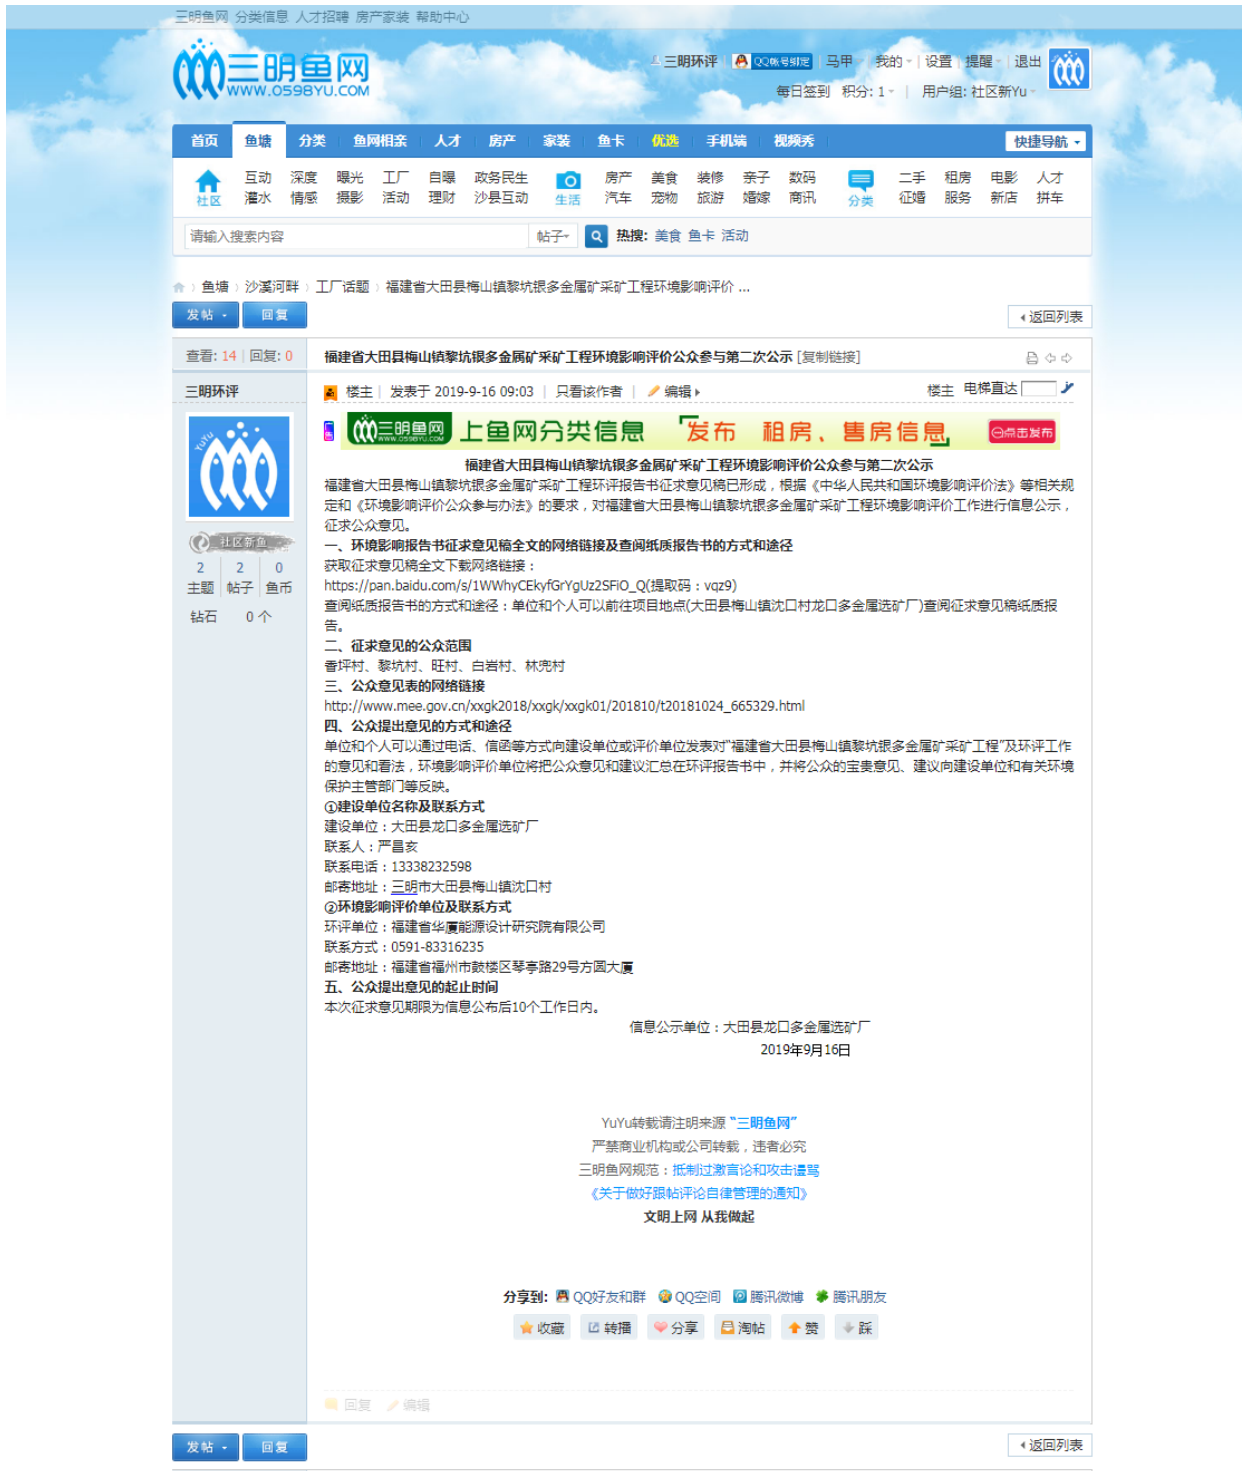 三明鱼网 分类信息 人才招聘 房产家装 帮助中心
三明鱼网
WWW.0598YU.COM
三明环评 QQ帐号绑定 马甲 我的 设置 提醒 退出
每日签到 积分: 1 用户组: 社区新Yu
首页 鱼塘 分类 鱼网相亲 人才 房产 家装 鱼卡 优选 手机端 视频秀 快捷导航
互动 深度 曝光 工厂 自曝 政务民生 房产 美食 装修 亲子 数码 二手 租房 电影 人才
社区 灌水 情感 摄影 活动 理财 沙县互动 生活 汽车 宠物 旅游 婚嫁 商讯 分类 征婚 服务 新店 拼车
请输入搜索内容 帖子 热搜: 美食 鱼卡 活动
鱼塘 › 沙溪河畔 › 工厂话题 › 福建省大田县梅山镇黎坑银多金属矿采矿工程环境影响评价 ...
发帖 回复 返回列表
查看: 14 | 回复: 0 福建省大田县梅山镇黎坑银多金属矿采矿工程环境影响评价公众参与第二次公示 [复制链接]
三明环评 楼主 | 发表于 2019-9-16 09:03 | 只看该作者 | 编辑 楼主 电梯直达
三明鱼网 WWW.0598YU.COM 上鱼网分类信息 「发布 租房、售房信息」 点击发布
YuYu
社区新鱼
2 2 0
主题 帖子 鱼币
钻石 0 个
福建省大田县梅山镇黎坑银多金属矿采矿工程环境影响评价公众参与第二次公示
福建省大田县梅山镇黎坑银多金属矿采矿工程环评报告书征求意见稿已形成，根据《中华人民共和国环境影响评价法》等相关规
定和《环境影响评价公众参与办法》的要求，对福建省大田县梅山镇黎坑银多金属矿采矿工程环境影响评价工作进行信息公示，
征求公众意见。
一、环境影响报告书征求意见稿全文的网络链接及查阅纸质报告书的方式和途径
获取征求意见稿全文下载网络链接：
https://pan.baidu.com/s/1WWhyCEkyfGrYgUz2SFiO_Q(提取码：vqz9)
查阅纸质报告书的方式和途径：单位和个人可以前往项目地点(大田县梅山镇沈口村龙口多金属选矿厂)查阅征求意见稿纸质报
告。
二、征求意见的公众范围
香坪村、黎坑村、旺村、白岩村、林兜村
三、公众意见表的网络链接
http://www.mee.gov.cn/xxgk2018/xxgk/xxgk01/201810/t20181024_665329.html
四、公众提出意见的方式和途径
单位和个人可以通过电话、信函等方式向建设单位或评价单位发表对"福建省大田县梅山镇黎坑银多金属矿采矿工程"及环评工作
的意见和看法，环境影响评价单位将把公众意见和建议汇总在环评报告书中，并将公众的宝贵意见、建议向建设单位和有关环境
保护主管部门等反映。
①建设单位名称及联系方式
建设单位：大田县龙口多金属选矿厂
联系人：严昌亥
联系电话：13338232598
邮寄地址：三明市大田县梅山镇沈口村
②环境影响评价单位及联系方式
环评单位：福建省华厦能源设计研究院有限公司
联系方式：0591-83316235
邮寄地址：福建省福州市鼓楼区琴亭路29号方圆大厦
五、公众提出意见的起止时间
本次征求意见期限为信息公布后10个工作日内。
信息公示单位：大田县龙口多金属选矿厂
2019年9月16日
YuYu转载请注明来源 "三明鱼网"
严禁商业机构或公司转载，违者必究
三明鱼网规范：抵制过激言论和攻击谩骂
《关于做好跟帖评论自律管理的通知》
文明上网 从我做起
分享到: QQ好友和群 QQ空间 腾讯微博 腾讯朋友
收藏 转播 分享 淘帖 赞 踩
回复 编辑
发帖 回复 返回列表